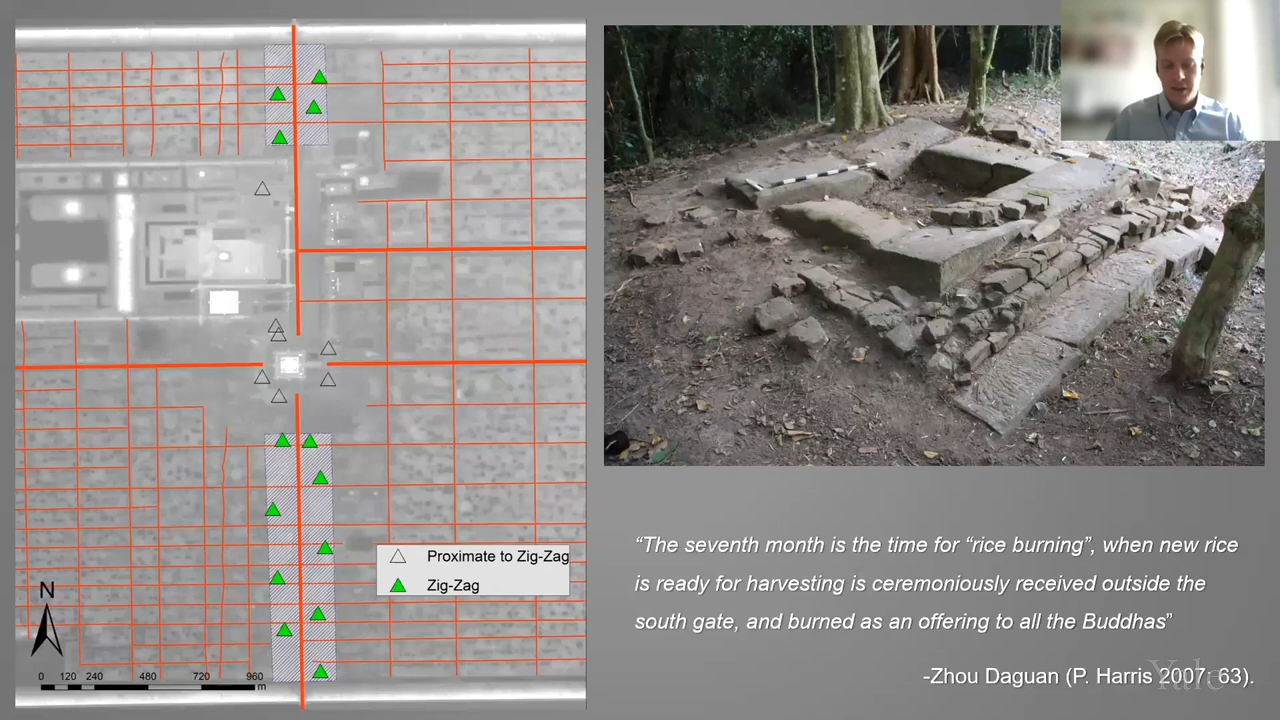 Proximate to Zig-Zag
Zig-Zag
N
0 120 240 480 720 960
m
“The seventh month is the time for “rice burning”, when new rice
is ready for harvesting is ceremoniously received outside the
south gate, and burned as an offering to all the Buddhas”
-Zhou Daguan (P. Harris 2007: 63).
Yale